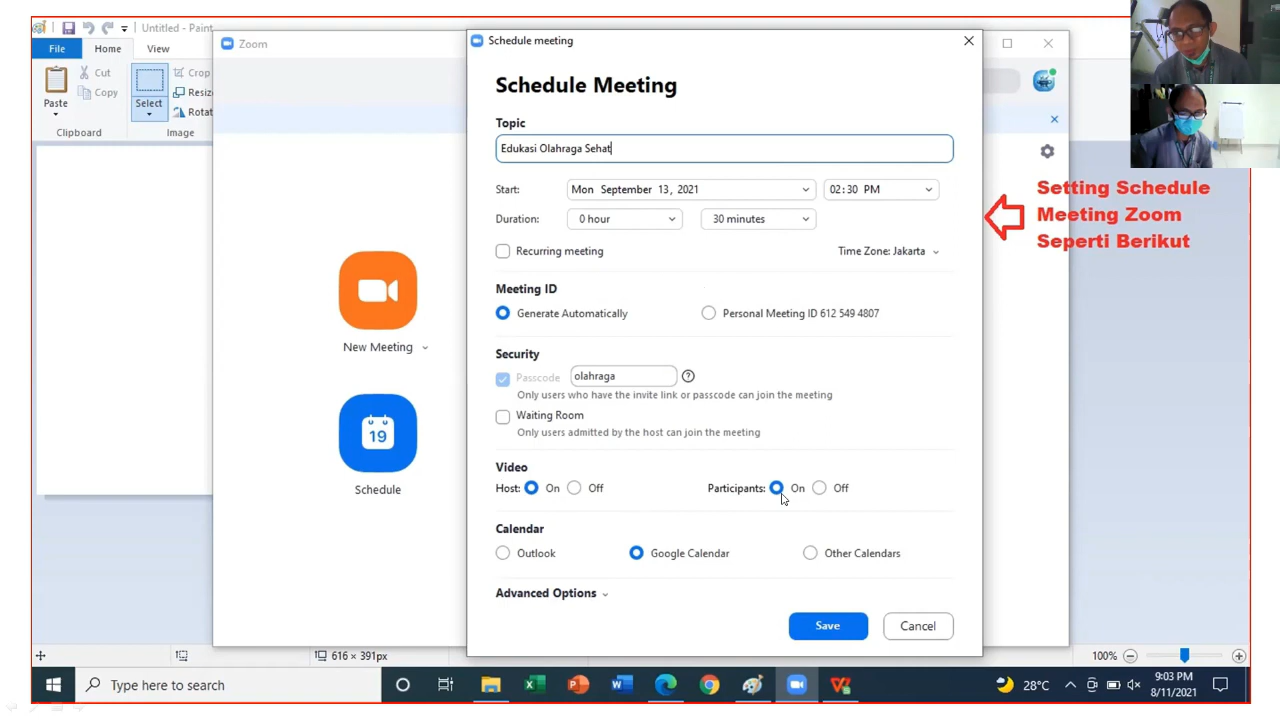 Untitled - Paint
File Home View
Cut
Copy
Paste
Clipboard
Select
Crop
Resiz
Rotat
Image
Zoom
New Meeting
19
Schedule
Schedule meeting
Schedule Meeting
Topic
Edukasi Olahraga Sehat
Start: Mon September 13, 2021 02:30 PM
Duration: 0 hour 30 minutes
Recurring meeting Time Zone: Jakarta
Meeting ID
Generate Automatically Personal Meeting ID 612 549 4807
Security
Passcode olahraga ?
Only users who have the invite link or passcode can join the meeting
Waiting Room
Only users admitted by the host can join the meeting
Video
Host: On Off Participants: On Off
Calendar
Outlook Google Calendar Other Calendars
Advanced Options
Save Cancel
Setting Schedule
Meeting Zoom
Seperti Berikut
616 × 391px
100%
Type here to search
28°C
9:03 PM
8/11/2021